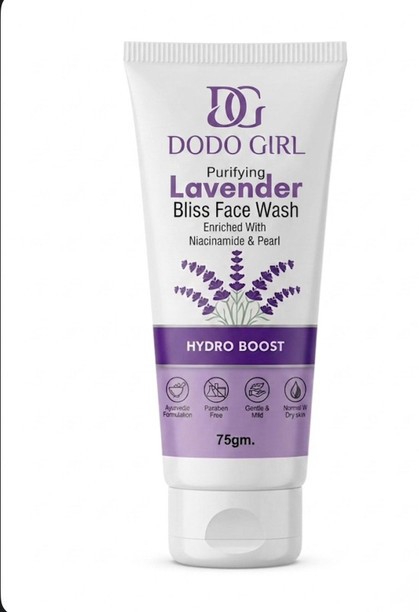 DG
DODO GIRL
Purifying
Lavender
Bliss Face Wash
Enriched With
Niacinamide & Pearl
HYDRO BOOST
Ayurvedic
Formulation
Paraben
Free
Gentle &
Mild
Normal W
Dry skin
75gm.